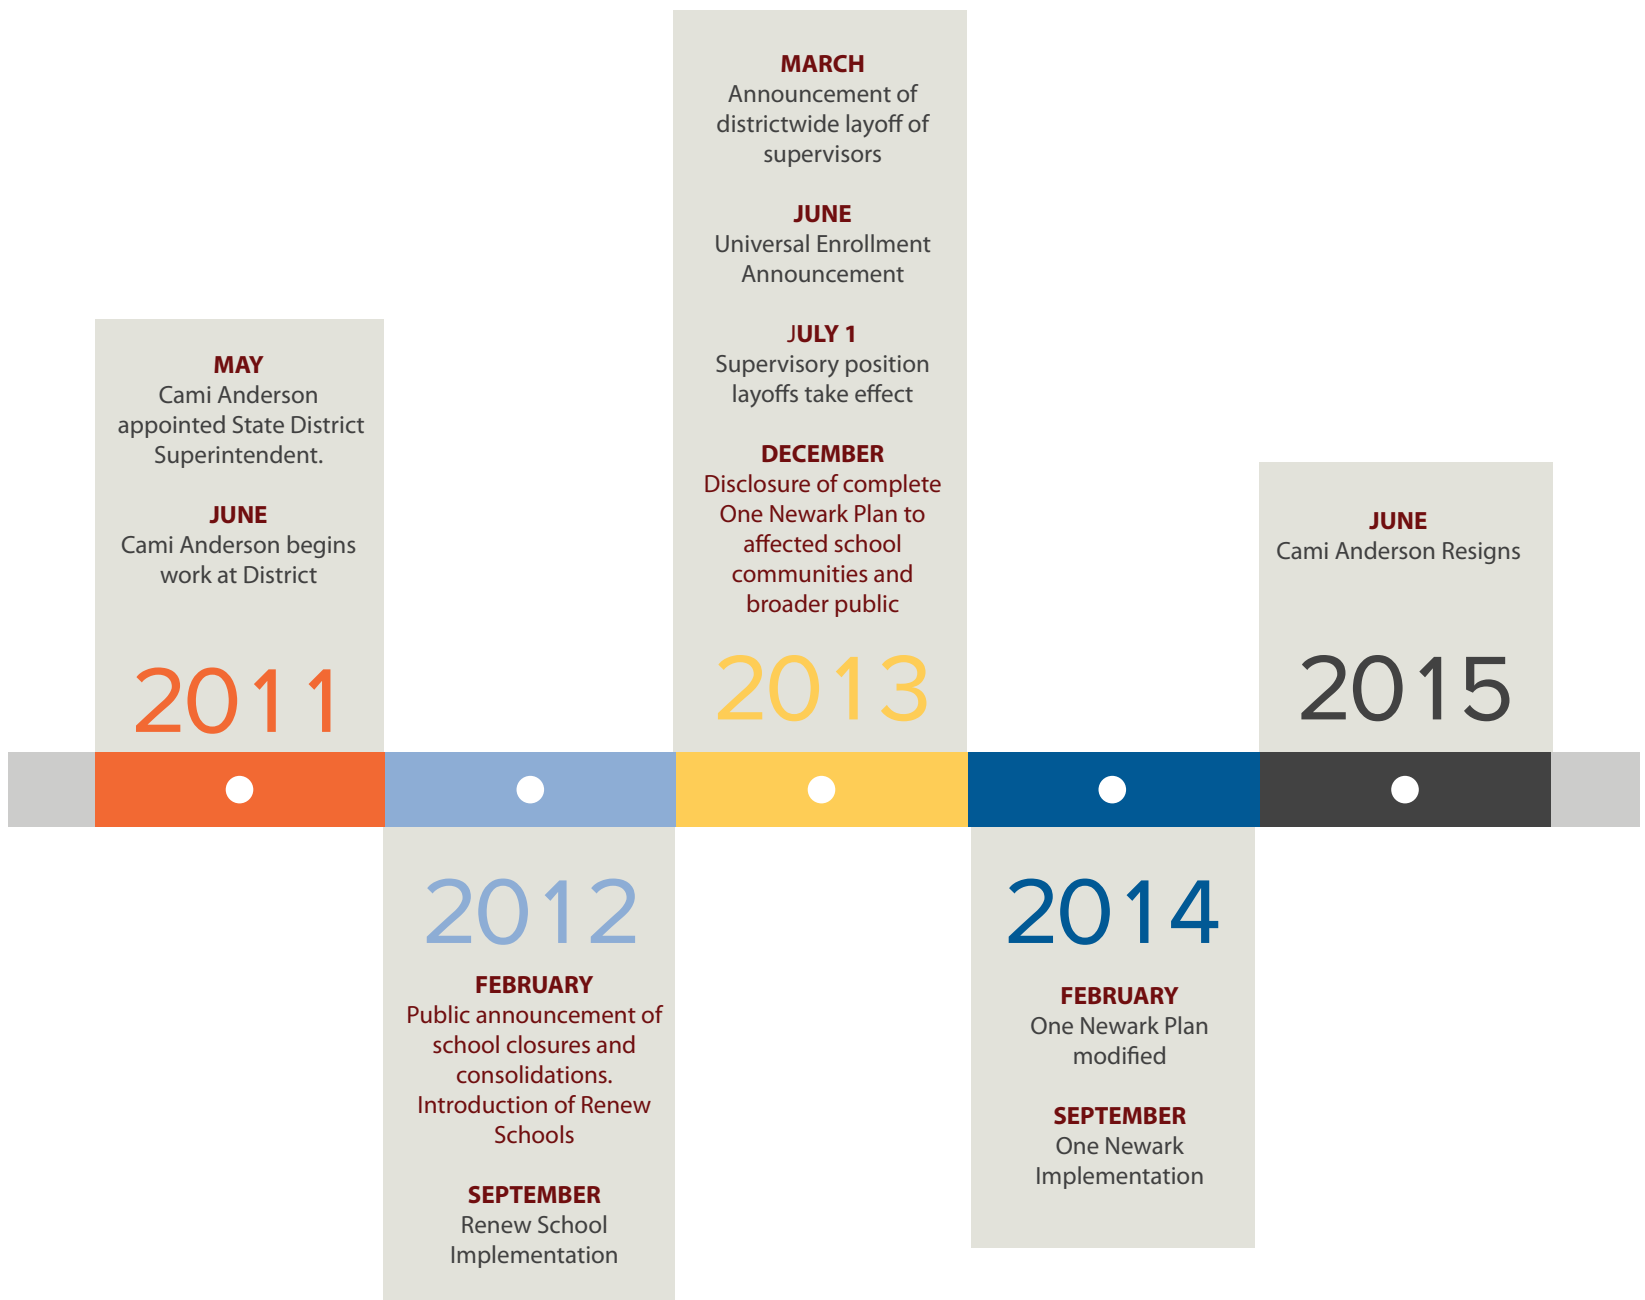 MAY
Cami Anderson
appointed State District
Superintendent.
JUNE
Cami Anderson begins
work at District
2011
2012
FEBRUARY
Public announcement of
school closures and
consolidations.
Introduction of Renew
Schools
SEPTEMBER
Renew School
Implementation
MARCH
Announcement of
districtwide layoff of
supervisors
JUNE
Universal Enrollment
Announcement
JULY 1
Supervisory position
layoffs take effect
DECEMBER
Disclosure of complete
One Newark Plan to
affected school
communities and
broader public
2013
2014
FEBRUARY
One Newark Plan
modified
SEPTEMBER
One Newark
Implementation
JUNE
Cami Anderson Resigns
2015